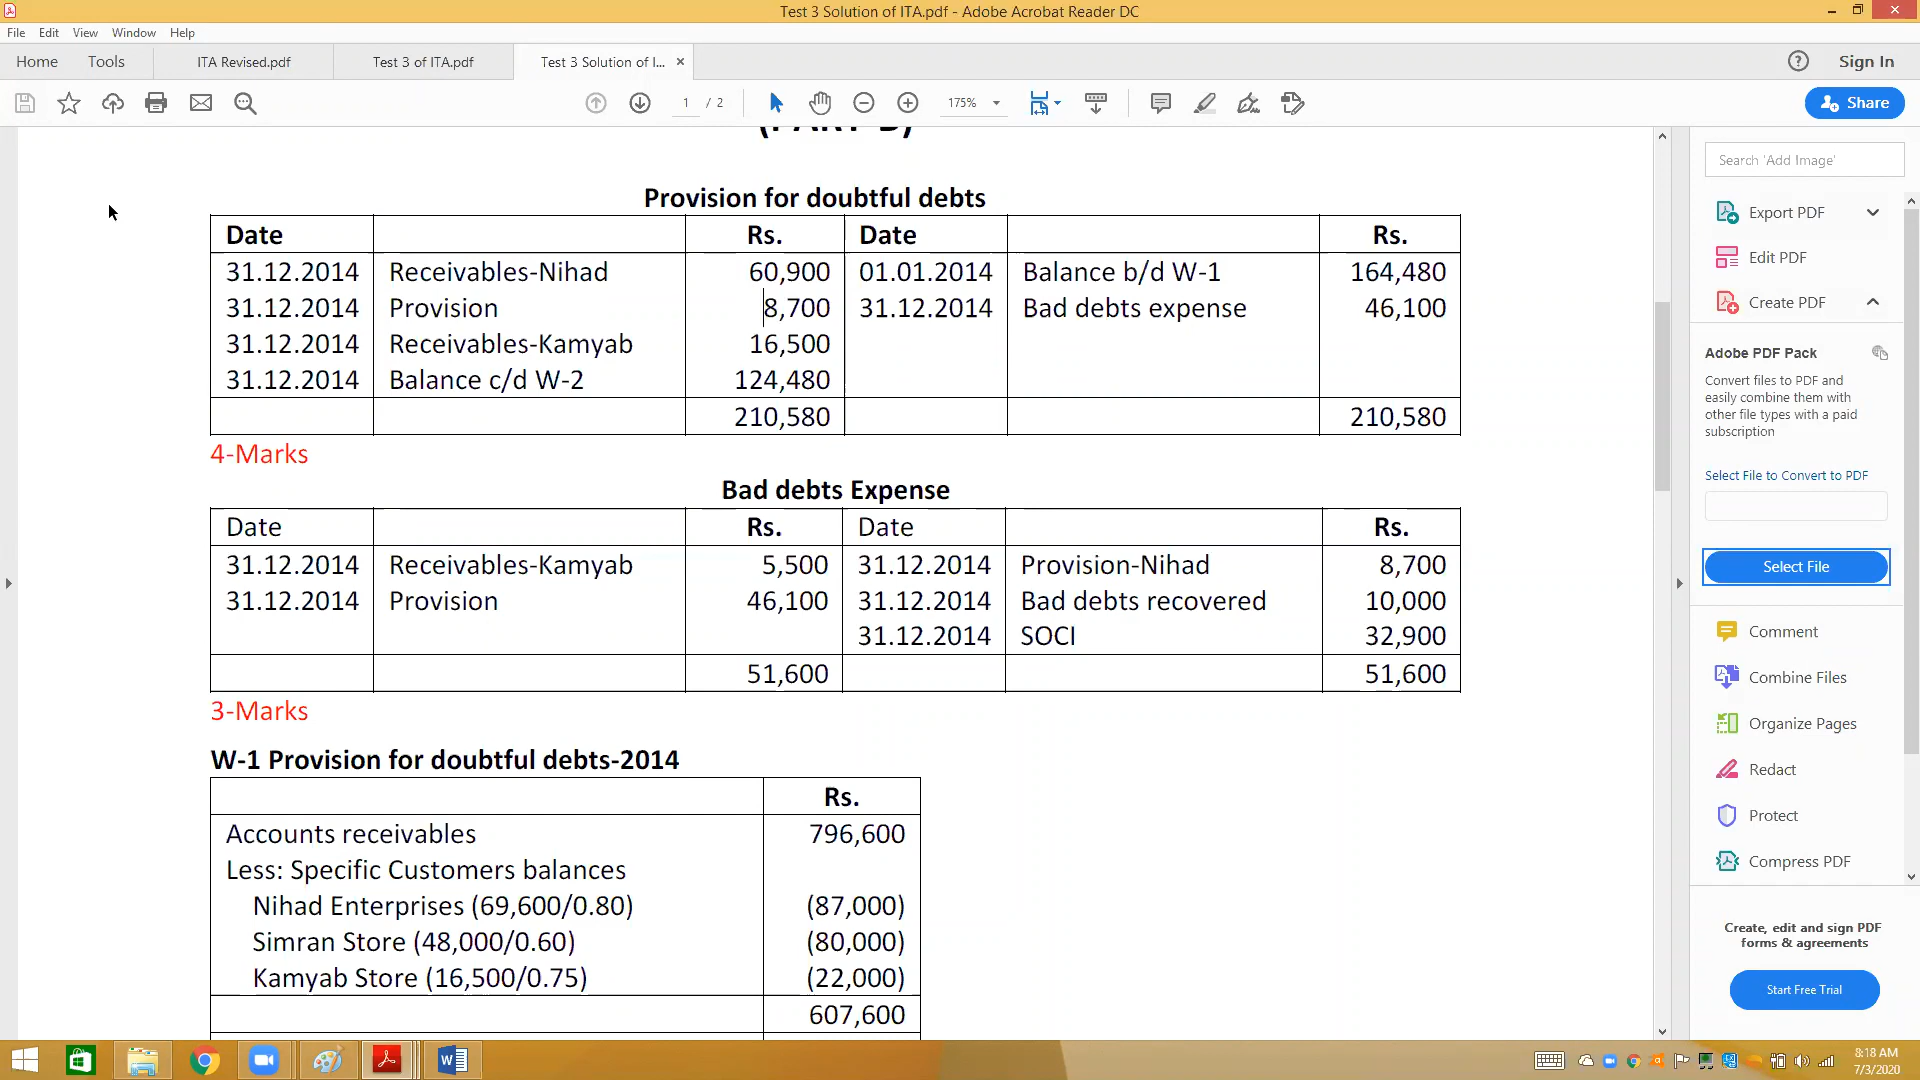 Test 3 Solution of ITA.pdf - Adobe Acrobat Reader DC
File Edit View Window Help
Home Tools ITA Revised.pdf Test 3 of ITA.pdf Test 3 Solution of I... Sign In
1 / 2 175% Share
Provision for doubtful debts
Date Rs. Date Rs.
31.12.2014 Receivables-Nihad 60,900 01.01.2014 Balance b/d W-1 164,480
31.12.2014 Provision 8,700 31.12.2014 Bad debts expense 46,100
31.12.2014 Receivables-Kamyab 16,500
31.12.2014 Balance c/d W-2 124,480
210,580 210,580
4-Marks
Bad debts Expense
Date Rs. Date Rs.
31.12.2014 Receivables-Kamyab 5,500 31.12.2014 Provision-Nihad 8,700
31.12.2014 Provision 46,100 31.12.2014 Bad debts recovered 10,000
31.12.2014 SOCI 32,900
51,600 51,600
3-Marks
W-1 Provision for doubtful debts-2014
Rs.
Accounts receivables 796,600
Less: Specific Customers balances
Nihad Enterprises (69,600/0.80) (87,000)
Simran Store (48,000/0.60) (80,000)
Kamyab Store (16,500/0.75) (22,000)
607,600
Search 'Add Image'
Export PDF
Edit PDF
Create PDF
Adobe PDF Pack
Convert files to PDF and
easily combine them with
other file types with a paid
subscription
Select File to Convert to PDF
Select File
Comment
Combine Files
Organize Pages
Redact
Protect
Compress PDF
Create, edit and sign PDF
forms & agreements
Start Free Trial
8:18 AM
7/3/2020